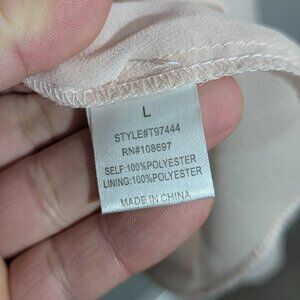 L
STYLE#T97444
RN#108697
SELF:100%POLYESTER
LINING:100%POLYESTER
MADE IN CHINA